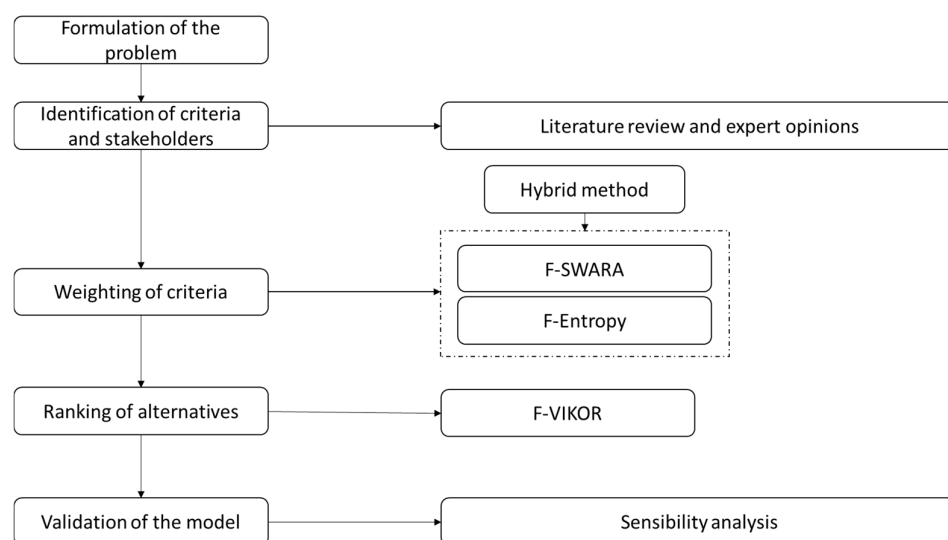 Formulation of the
problem
Identification of criteria
and stakeholders
Literature review and expert opinions
Hybrid method
F-SWARA
Weighting of criteria
F-Entropy
Ranking of alternatives
F-VIKOR
Validation of the model
Sensibility analysis